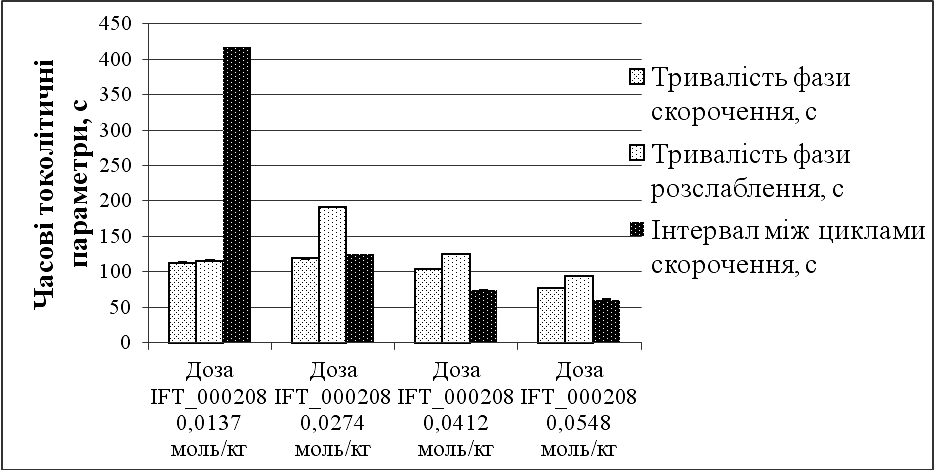 Часові токолітичні
параметри, с
450
400
350
300
250
200
150
100
50
0
Доза
IFT_000208
0,0137
моль/кг
Доза
IFT_000208
0,0274
моль/кг
Доза
IFT_000208
0,0412
моль/кг
Доза
IFT_000208
0,0548
моль/кг
Тривалість фази
скорочення, с
Тривалість фази
розслаблення, с
Інтервал між циклами
скорочення, с